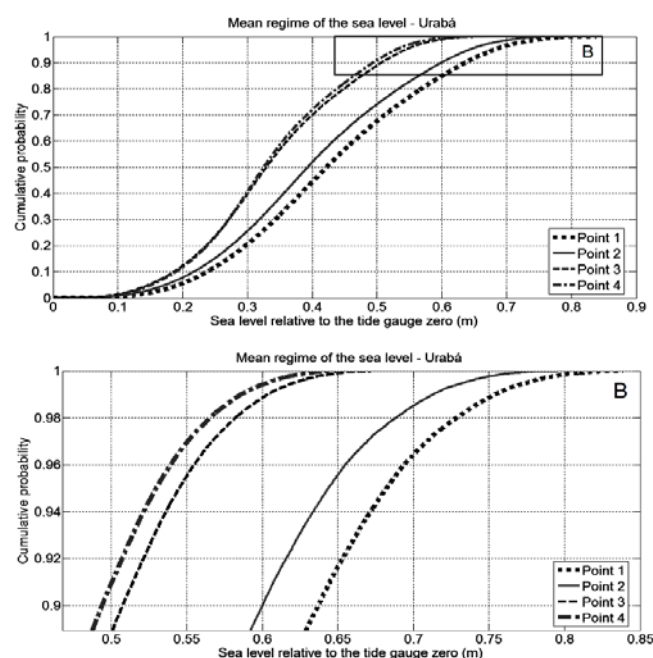 Mean regime of the sea level - Urabá
1
0.9
0.8
0.7
0.6
0.5
0.4
0.3
0.2
0.1
0
Cumulative probability
B
Point 1
Point 2
Point 3
Point 4
0 0.1 0.2 0.3 0.4 0.5 0.6 0.7 0.8 0.9
Sea level relative to the tide gauge zero (m)
Mean regime of the sea level - Urabá
1
0.98
0.96
0.94
0.92
0.9
Cumulative probability
B
Point 1
Point 2
Point 3
Point 4
0.5 0.55 0.6 0.65 0.7 0.75 0.8 0.85
Sea level relative to the tide gauge zero (m)